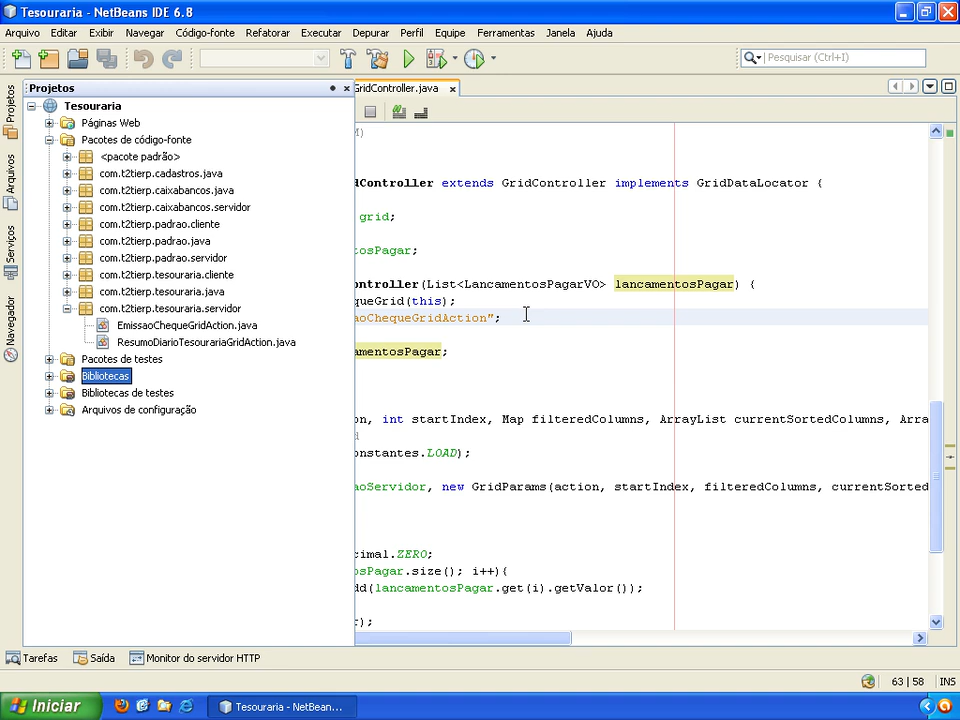 Tesouraria - NetBeans IDE 6.8
Arquivo Editar Exibir Navegar Código-fonte Refatorar Executar Depurar Perfil Equipe Ferramentas Janela Ajuda
Pesquisar (Ctrl+I)
Projetos
GridController.java
Projetos
Arquivos
Serviços
Navegador
Tesouraria
Páginas Web
Pacotes de código-fonte
<pacote padrão>
com.t2tierp.cadastros.java
com.t2tierp.caixabancos.java
com.t2tierp.caixabancos.servidor
com.t2tierp.padrao.cliente
com.t2tierp.padrao.java
com.t2tierp.padrao.servidor
com.t2tierp.tesouraria.cliente
com.t2tierp.tesouraria.java
com.t2tierp.tesouraria.servidor
EmissaoChequeGridAction.java
ResumoDiarioTesourariaGridAction.java
Pacotes de testes
Bibliotecas
Bibliotecas de testes
Arquivos de configuração
M)
dController extends GridController implements GridDataLocator {
grid;
tosPagar;
ontroller(List<LancamentosPagarVO> lancamentosPagar) {
queGrid(this);
aoChequeGridAction";
amentosPagar;
on, int startIndex, Map filteredColumns, ArrayList currentSortedColumns, Arra
d
onstantes.LOAD);
aoServidor, new GridParams(action, startIndex, filteredColumns, currentSorted
cimal.ZERO;
osPagar.size(); i++){
dd(lancamentosPagar.get(i).getValor());
r);
Tarefas Saída Monitor do servidor HTTP
63 | 58 INS
Iniciar Tesouraria - NetBean...